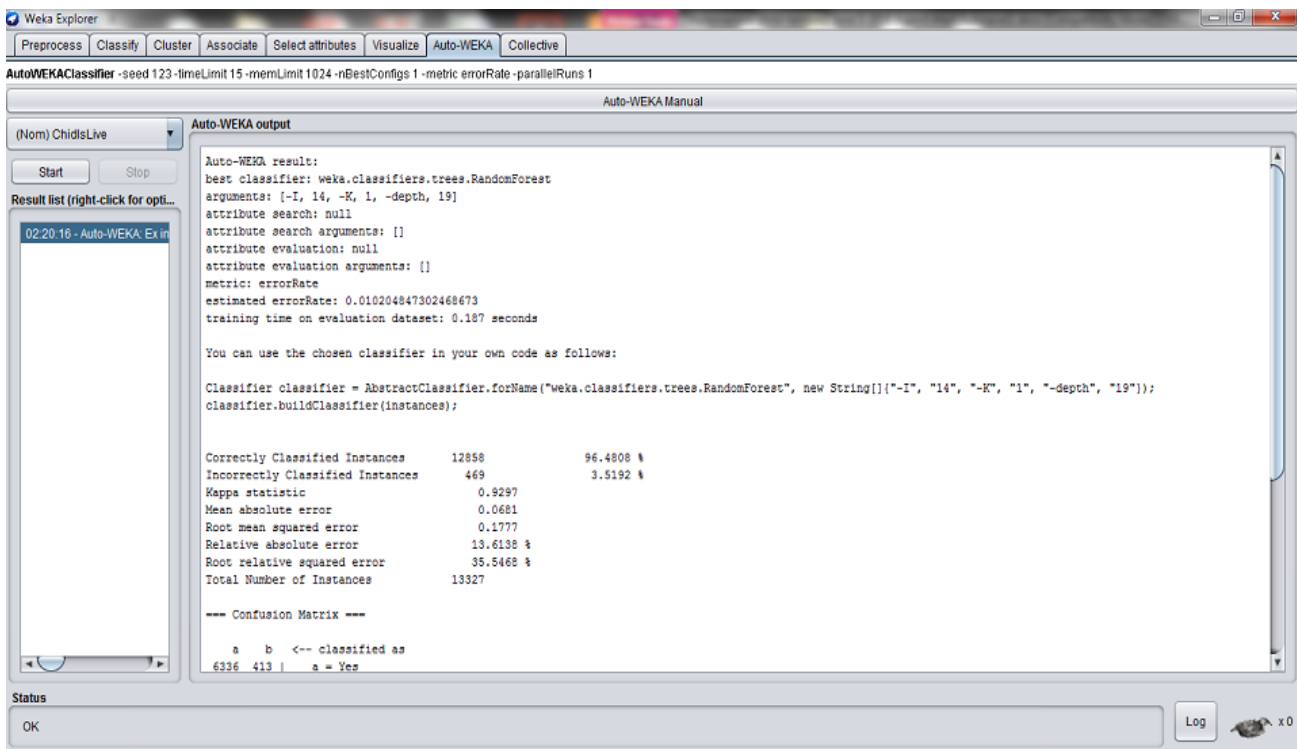 Weka Explorer
Preprocess Classify Cluster Associate Select attributes Visualize Auto-WEKA Collective
AutoWEKAClassifier -seed 123 -timeLimit 15 -memLimit 1024 -nBestConfigs 1 -metric errorRate -parallelRuns 1
Auto-WEKA Manual
(Nom) ChidIsLive
Start Stop
Result list (right-click for opti...
02:20:16 - Auto-WEKA: Ex in
Auto-WEKA output
Auto-WEKA result:
best classifier: weka.classifiers.trees.RandomForest
arguments: [-I, 14, -K, 1, -depth, 19]
attribute search: null
attribute search arguments: []
attribute evaluation: null
attribute evaluation arguments: []
metric: errorRate
estimated errorRate: 0.010204847302468673
training time on evaluation dataset: 0.187 seconds
You can use the chosen classifier in your own code as follows:
Classifier classifier = AbstractClassifier.forName("weka.classifiers.trees.RandomForest", new String[]{"-I", "14", "-K", "1", "-depth", "19"});
classifier.buildClassifier(instances);
Correctly Classified Instances 12858 96.4808 %
Incorrectly Classified Instances 469 3.5192 %
Kappa statistic 0.9297
Mean absolute error 0.0681
Root mean squared error 0.1777
Relative absolute error 13.6138 %
Root relative squared error 35.5468 %
Total Number of Instances 13327
=== Confusion Matrix ===
a b <-- classified as
6336 413 | a = Yes
Status
OK
Log x 0